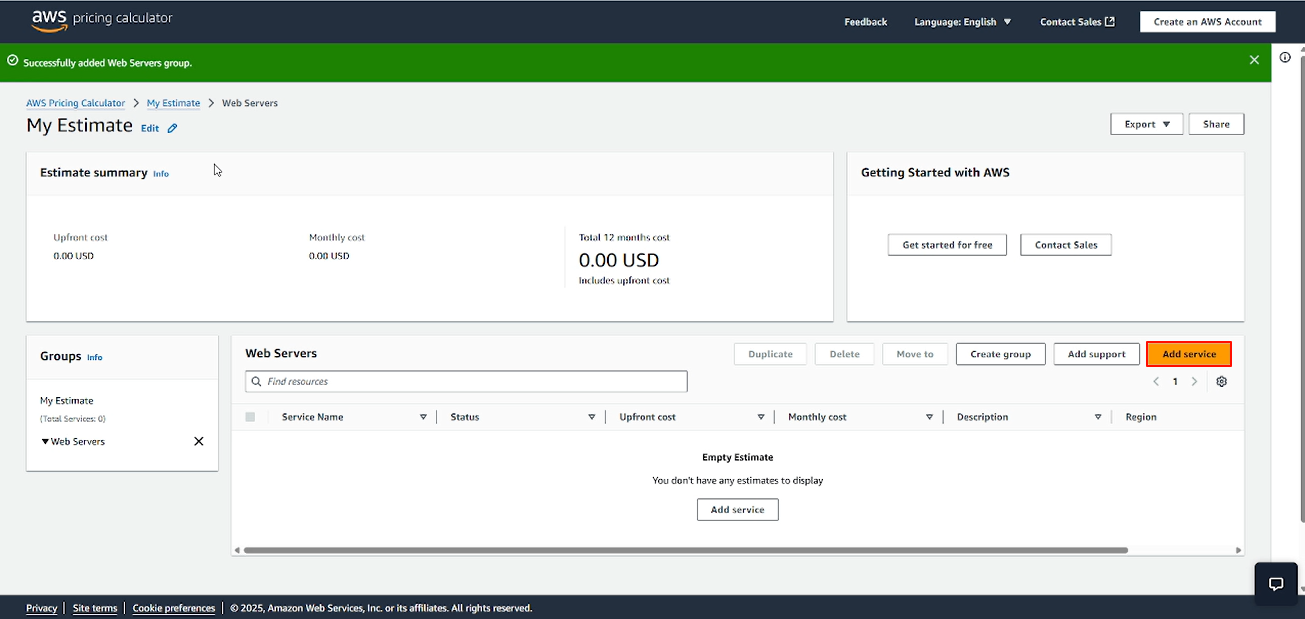 aws pricing calculator
Feedback
Language: English
Contact Sales
Create an AWS Account
Successfully added Web Servers group.
AWS Pricing Calculator > My Estimate > Web Servers
My Estimate Edit
Export
Share
Estimate summary Info
Upfront cost
0.00 USD
Monthly cost
0.00 USD
Total 12 months cost
0.00 USD
Includes upfront cost
Getting Started with AWS
Get started for free
Contact Sales
Groups Info
My Estimate
(Total Services: 0)
Web Servers
Web Servers
Duplicate
Delete
Move to
Create group
Add support
Add service
Find resources
1
Service Name
Status
Upfront cost
Monthly cost
Description
Region
Empty Estimate
You don't have any estimates to display
Add service
Privacy | Site terms | Cookie preferences | © 2025, Amazon Web Services, Inc. or its affiliates. All rights reserved.